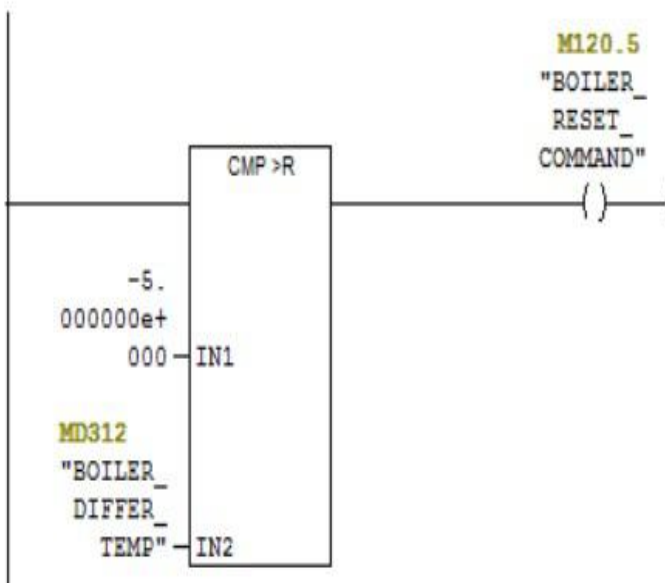 M120.5
"BOILER_
RESET_
COMMAND"
CMP >R
( )
-5.
000000e+
000
IN1
MD312
"BOILER_
DIFFER_
TEMP"
IN2